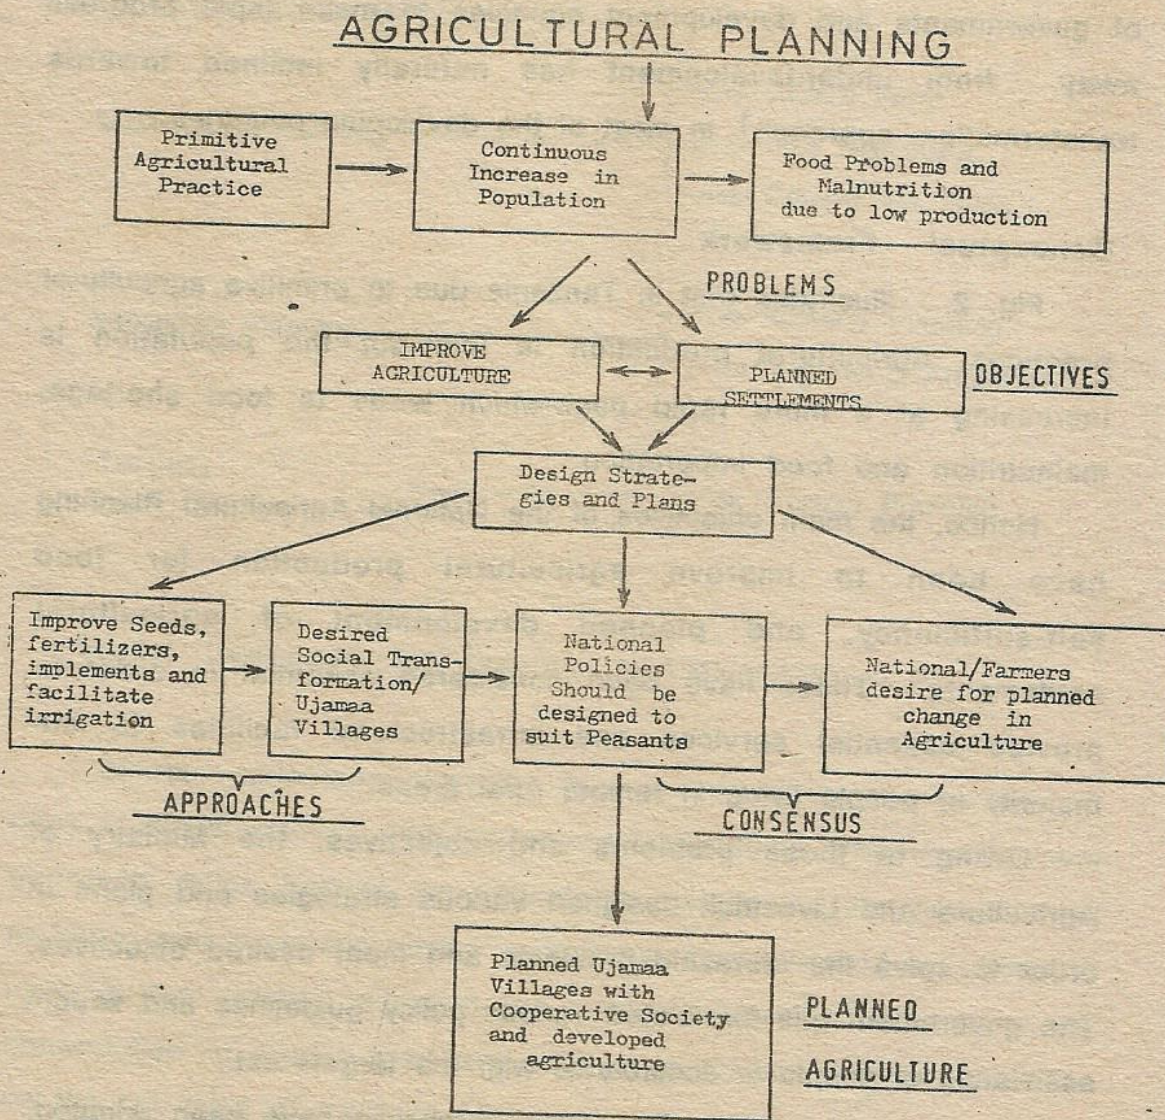 AGRICULTURAL PLANNING
Primitive
Agricultural
Practice
Continuous
Increase in
Population
Food Problems and
Malnutrition
due to low production
PROBLEMS
IMPROVE
AGRICULTURE
PLANNED
SETTLEMENTS
OBJECTIVES
Design Strate-
gies and Plans
Improve Seeds,
fertilizers,
implements and
facilitate
irrigation
Desired
Social Trans-
formation/
Ujamaa
Villages
National
Policies
Should be
designed to
suit Peasants
National/Farmers
desire for planned
change in
Agriculture
APPROACHES
CONSENSUS
Planned Ujamaa
Villages with
Cooperative Society
and developed
agriculture
PLANNED
AGRICULTURE